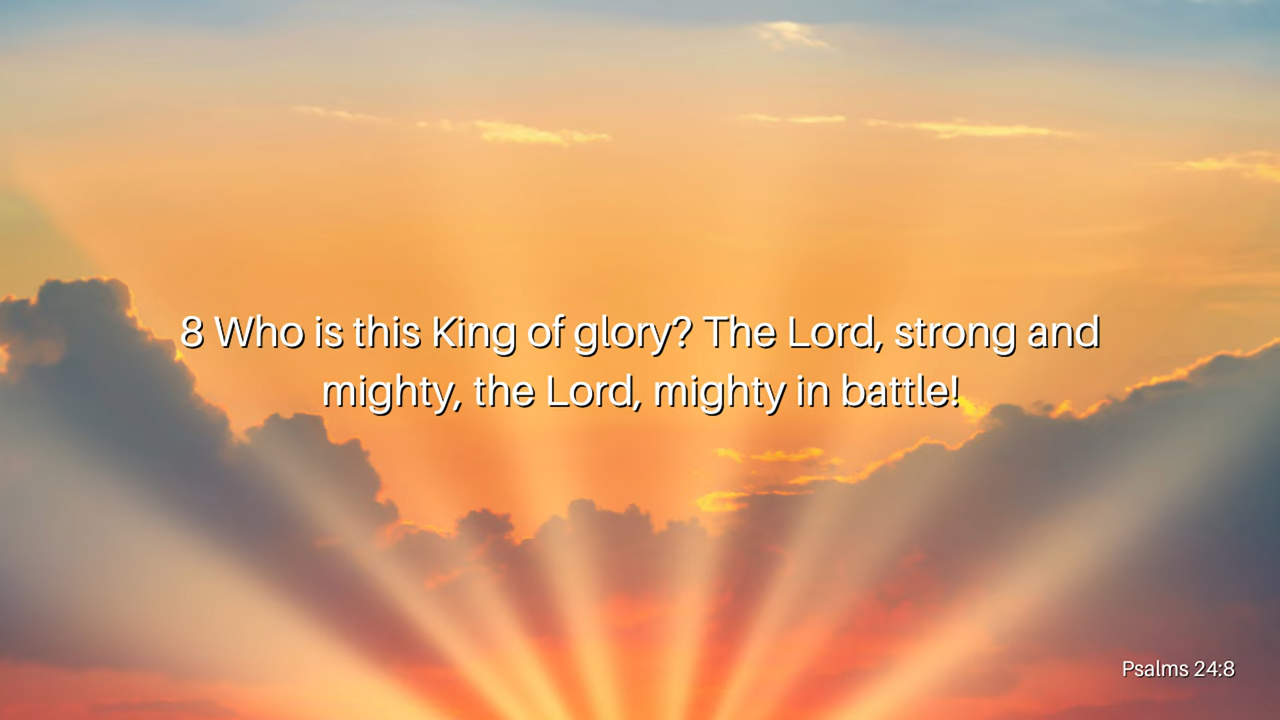 8 Who is this King of glory? The Lord, strong and
mighty, the Lord, mighty in battle!
Psalms 24:8